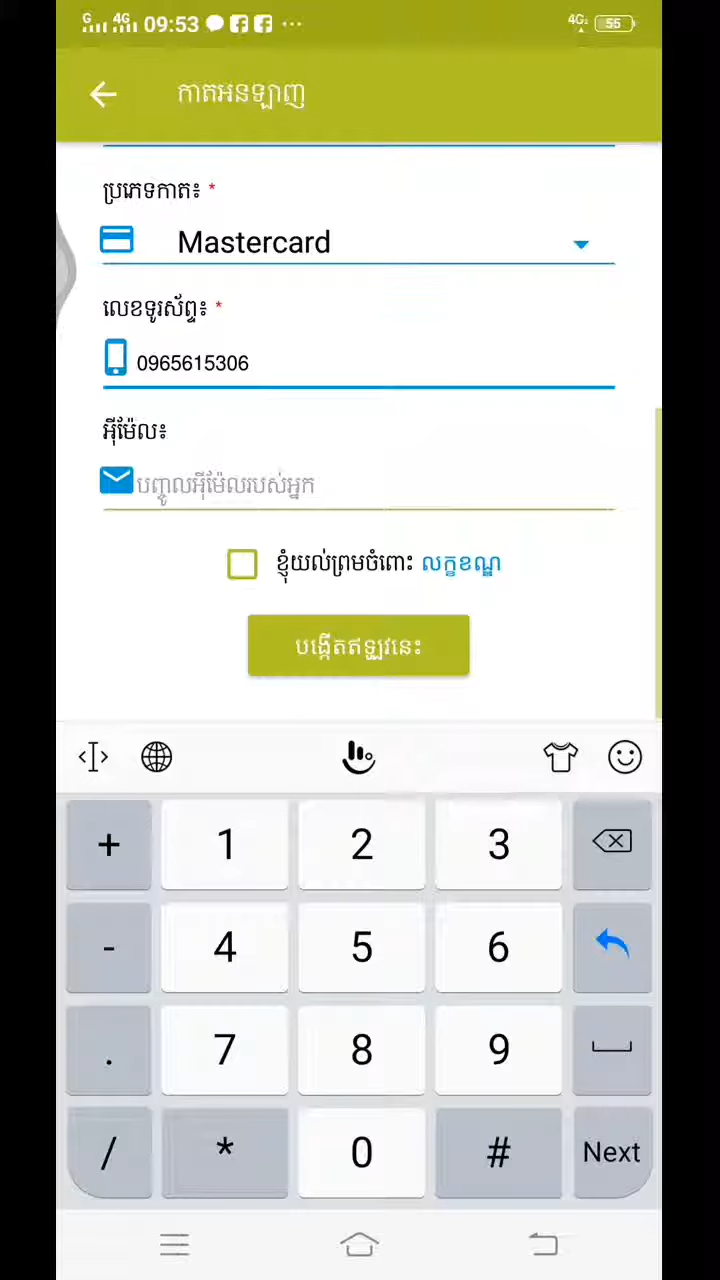 G 4G 09:53 ... 4G² 55
កាតអនឡាញ
ប្រភេទកាត៖ *
Mastercard
លេខទូរស័ព្ទ៖ *
0965615306
អ៊ីម៉ែល៖
បញ្ចូលអ៊ីម៉ែលរបស់អ្នក
ខ្ញុំយល់ព្រមចំពោះ លក្ខខណ្ឌ
បង្កើតឥឡូវនេះ
+ 1 2 3
- 4 5 6
. 7 8 9
/ * 0 # Next